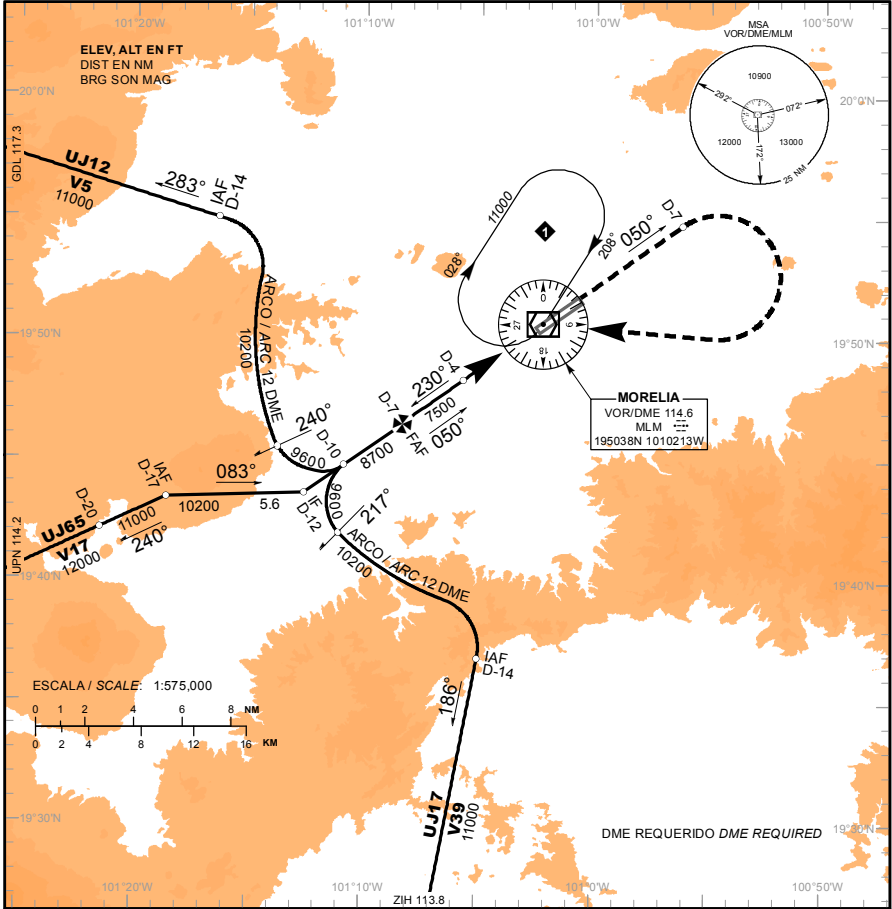 101°20'W
101°10'W
101°0'W
100°50'W
ELEV, ALT EN FT
DIST EN NM
BRG SON MAG
MSA
VOR/DME/MLM
10900
292°
072°
12000
13000
172°
25 NM
20°0'N
20°0'N
GDL 117.3
UJ12
V5
11000
283°
IAF
D-14
11000
1
028°
208°
050°
D-7
ARCO / ARC 12 DME
10200
19°50'N
19°50'N
0
9
18
27
MORELIA
VOR/DME 114.6
MLM
195038N 1010213W
D-4
230°
7500
050°
D-7
FAF
8700
D-10
240°
9600
083°
IAF
D-17
10200
5.6
IF
D-12
9600
217°
D-20
11000
240°
UJ65
V17
12000
UPN 114.2
19°40'N
19°40'N
ARCO / ARC 12 DME
10200
IAF
D-14
186°
ESCALA / SCALE: 1:575,000
0 1 2 4 6 8 NM
0 2 4 8 12 16 KM
UJ17
V39
11000
19°30'N
19°30'N
DME REQUERIDO DME REQUIRED
101°20'W
101°10'W
101°0'W
100°50'W
ZIH 113.8